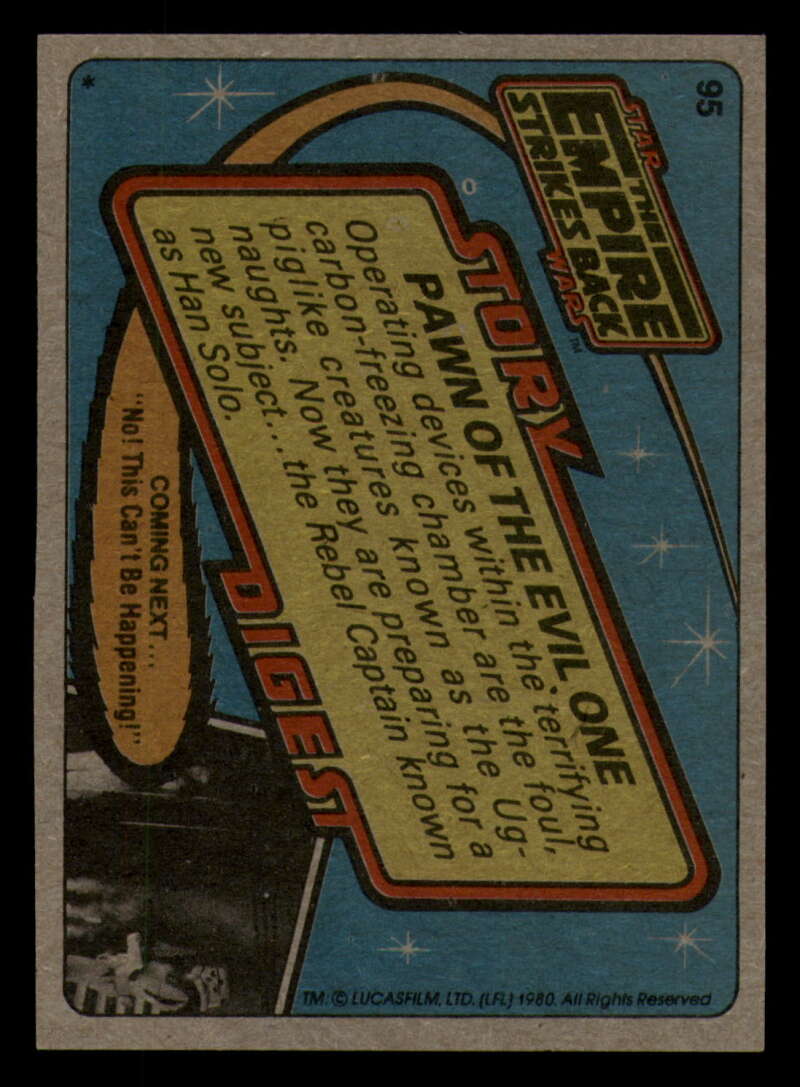 95
STAR
THE
EMPIRE
STRIKES BACK
WARS™
STORY
PAWN OF THE EVIL ONE
Operating devices within the terrifying
carbon-freezing chamber are the foul,
piglike creatures known as the Ug-
naughts. Now they are preparing for a
new subject...the Rebel Captain known
as Han Solo.
DIGEST
COMING NEXT...
"No! This Can't Be Happening!"
*
TM: © LUCASFILM, LTD. (LFL) 1980. All Rights Reserved